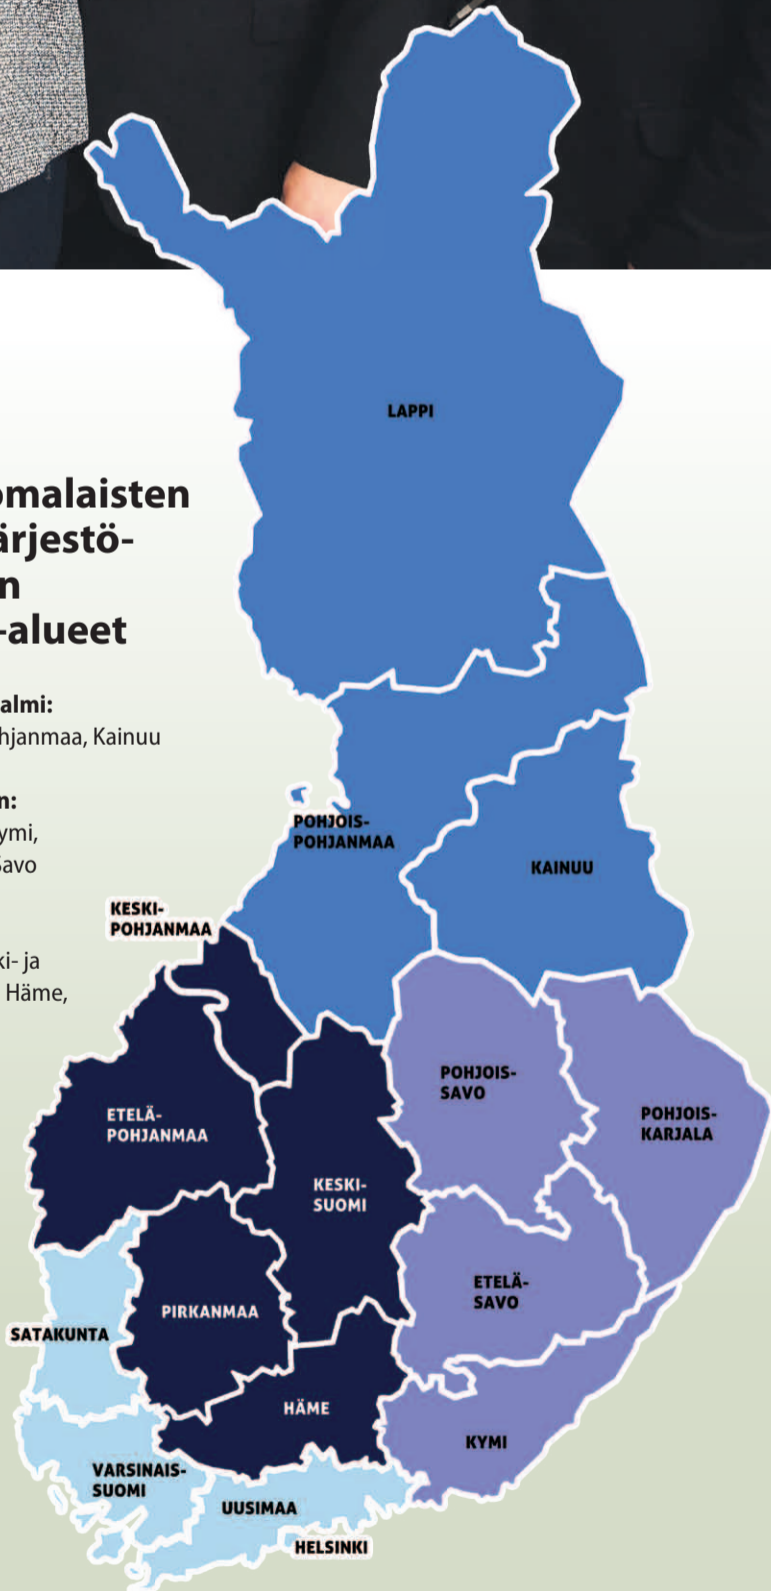 omalaisten
ärjestö-
n
-alueet
almi:
hjanmaa, Kainuu
n:
ymi,
Savo
ki- ja
Häme,
LAPPI
POHJOIS-
POHJANMAA
KAINUU
KESKI-
POHJANMAA
POHJOIS-
SAVO
POHJOIS-
KARJALA
ETELÄ-
POHJANMAA
KESKI-
SUOMI
ETELÄ-
SAVO
PIRKANMAA
SATAKUNTA
HÄME
KYMI
VARSINAIS-
SUOMI
UUSIMAA
HELSINKI